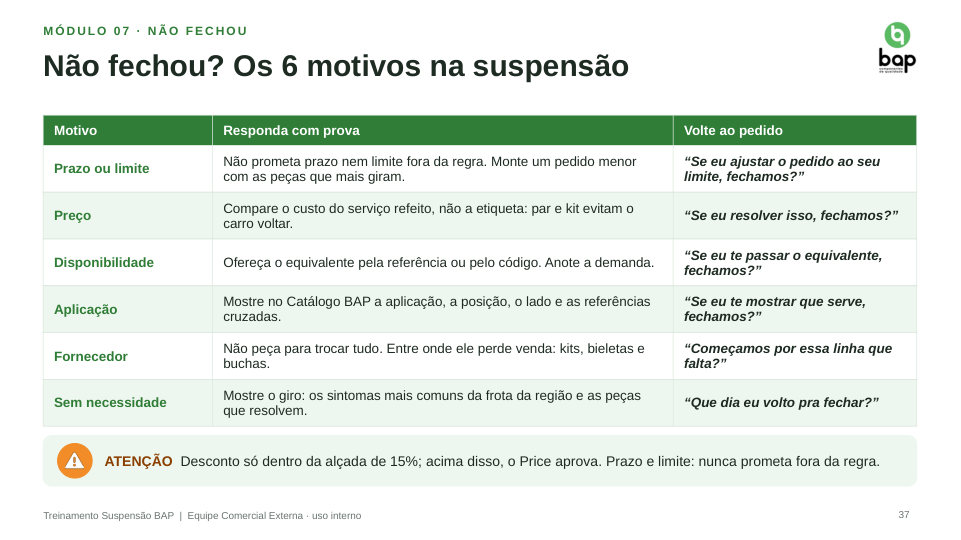 MÓDULO 07 · NÃO FECHOU
Não fechou? Os 6 motivos na suspensão
bap
Motivo
Responda com prova
Volte ao pedido
Prazo ou limite
Não prometa prazo nem limite fora da regra. Monte um pedido menor
com as peças que mais giram.
“Se eu ajustar o pedido ao seu
limite, fechamos?”
Preço
Compare o custo do serviço refeito, não a etiqueta: par e kit evitam o
carro voltar.
“Se eu resolver isso, fechamos?”
Disponibilidade
Ofereça o equivalente pela referência ou pelo código. Anote a demanda.
“Se eu te passar o equivalente,
fechamos?”
Aplicação
Mostre no Catálogo BAP a aplicação, a posição, o lado e as referências
cruzadas.
“Se eu te mostrar que serve,
fechamos?”
Fornecedor
Não peça para trocar tudo. Entre onde ele perde venda: kits, bieletas e
buchas.
“Começamos por essa linha que
falta?”
Sem necessidade
Mostre o giro: os sintomas mais comuns da frota da região e as peças
que resolvem.
“Que dia eu volto pra fechar?”
ATENÇÃO Desconto só dentro da alçada de 15%; acima disso, o Price aprova. Prazo e limite: nunca prometa fora da regra.
Treinamento Suspensão BAP | Equipe Comercial Externa · uso interno
37